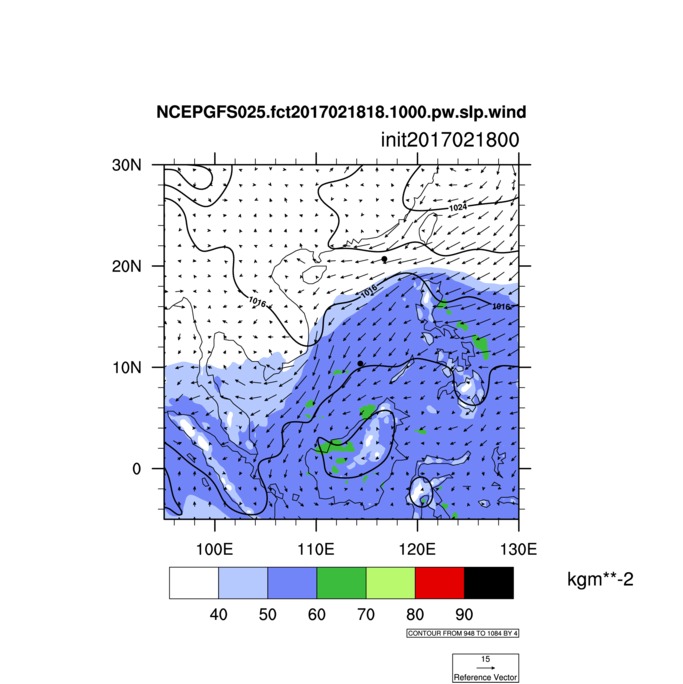 NCEPGFS025.fct2017021818.1000.pw.slp.wind
init2017021800
30N
1024
20N
1016
1016
1016
10N
0
100E 110E 120E 130E
40 50 60 70 80 90
kgm**-2
CONTOUR FROM 948 TO 1084 BY 4
15
Reference Vector